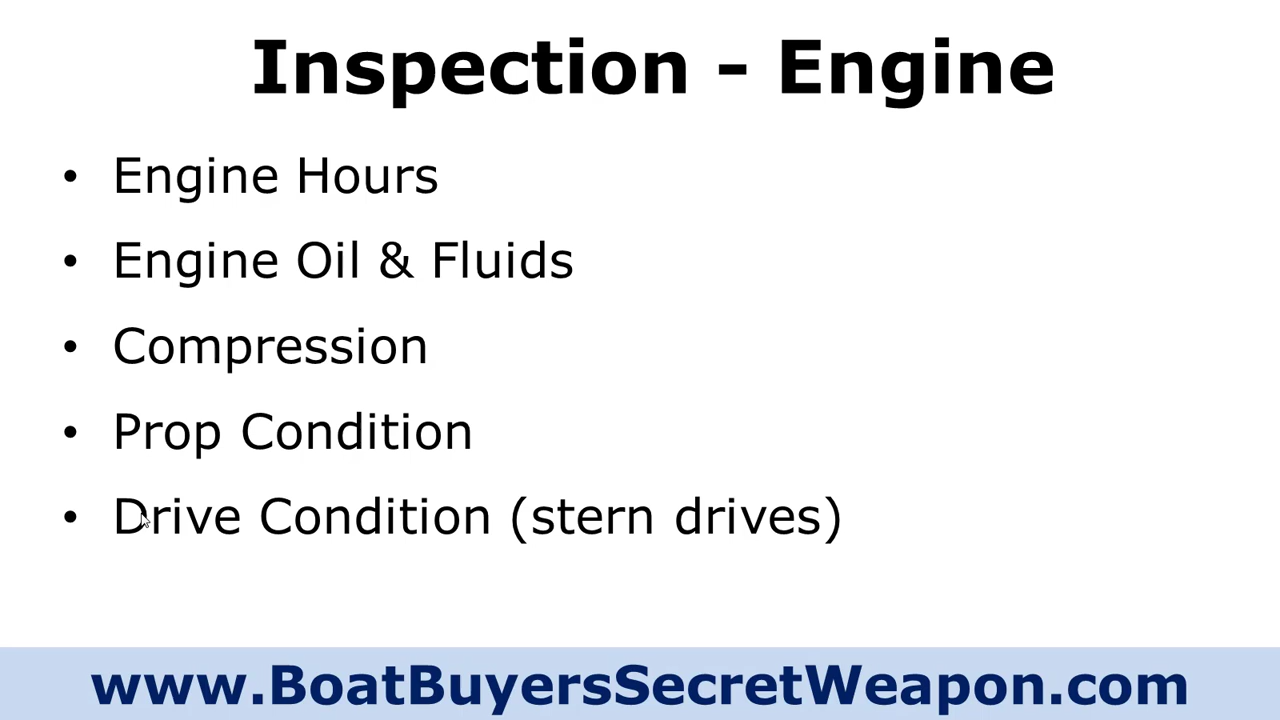 Inspection - Engine
• Engine Hours
• Engine Oil & Fluids
• Compression
• Prop Condition
• Drive Condition (stern drives)
www.BoatBuyersSecretWeapon.com